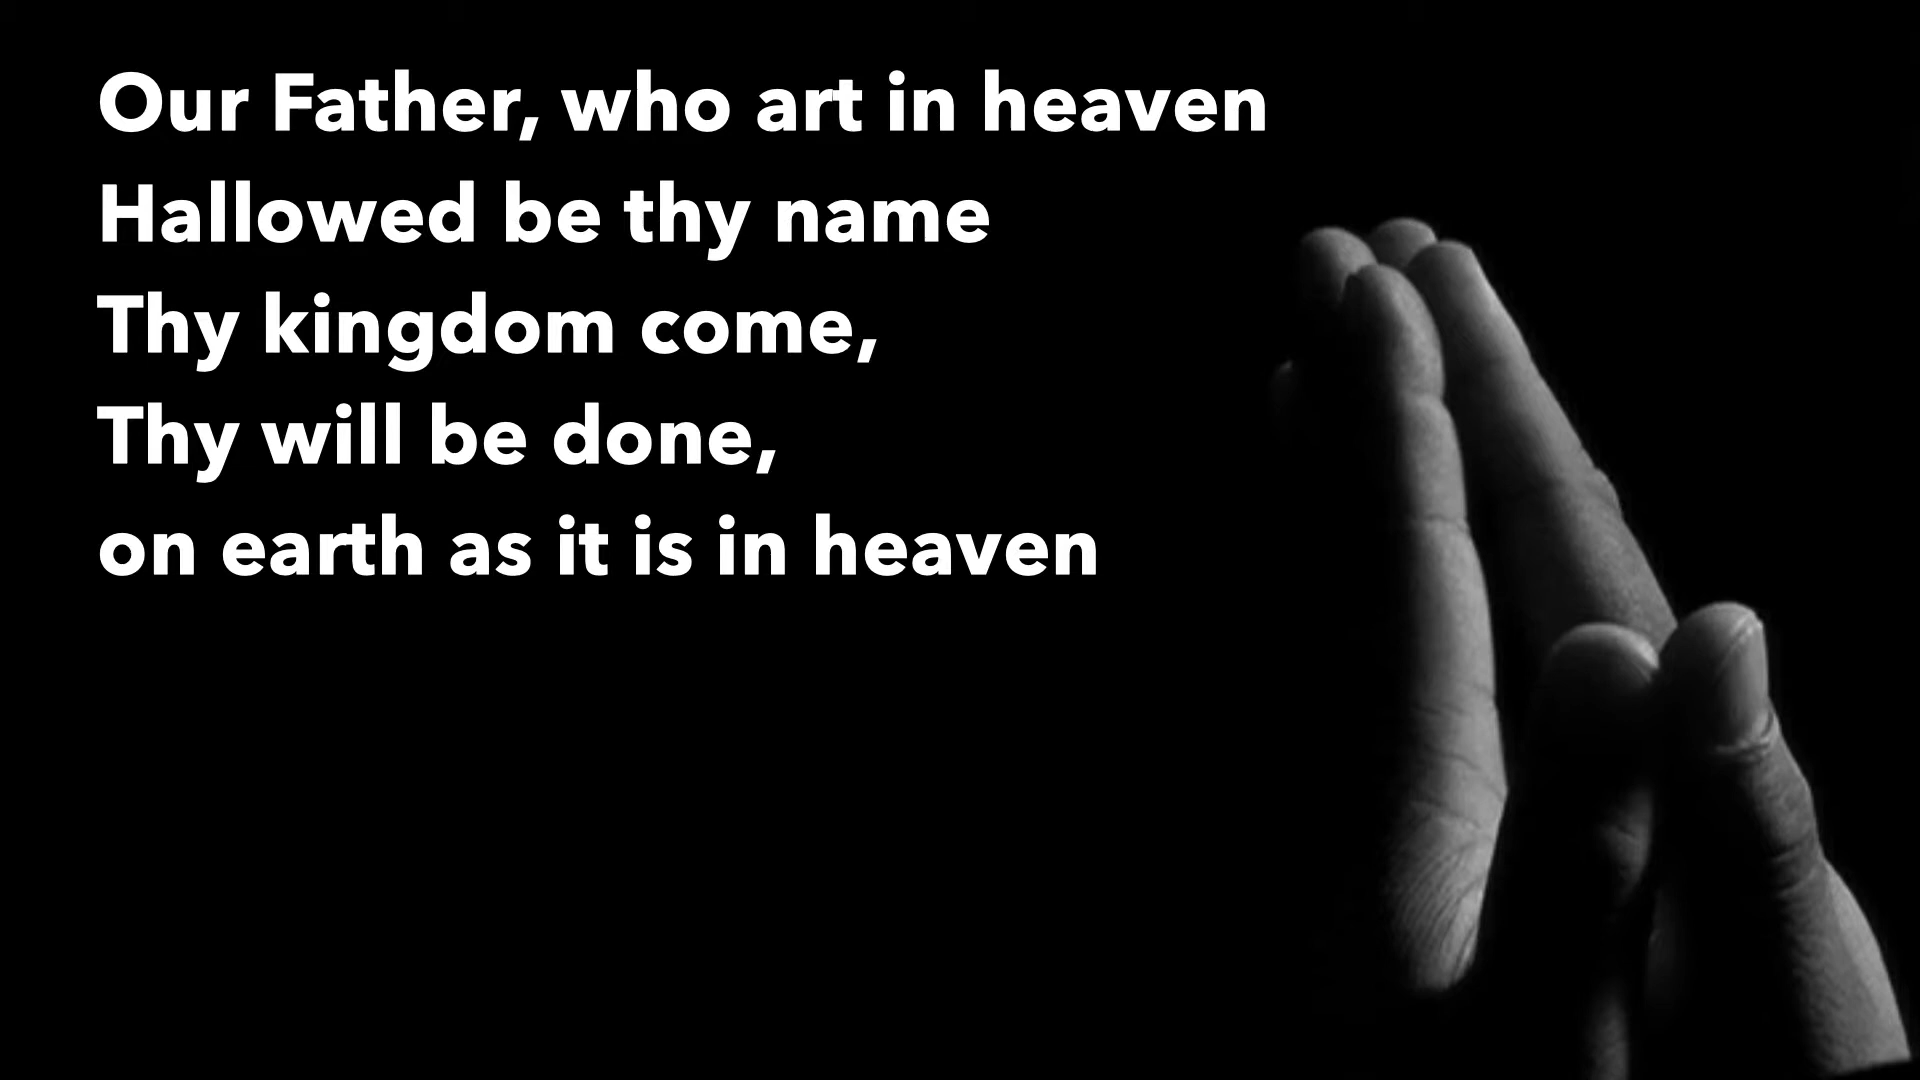 Our Father, who art in heaven
Hallowed be thy name
Thy kingdom come,
Thy will be done,
on earth as it is in heaven